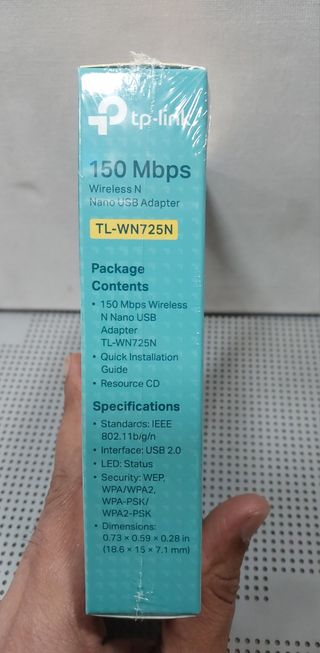 tp-link
150 Mbps
Wireless N
Nano USB Adapter
TL-WN725N
Package
Contents
• 150 Mbps Wireless
N Nano USB
Adapter
TL-WN725N
• Quick Installation
Guide
• Resource CD
Specifications
• Standards: IEEE
802.11b/g/n
• Interface: USB 2.0
• LED: Status
• Security: WEP,
WPA/WPA2,
WPA-PSK/
WPA2-PSK
• Dimensions:
0.73 × 0.59 × 0.28 in
(18.6 × 15 × 7.1 mm)